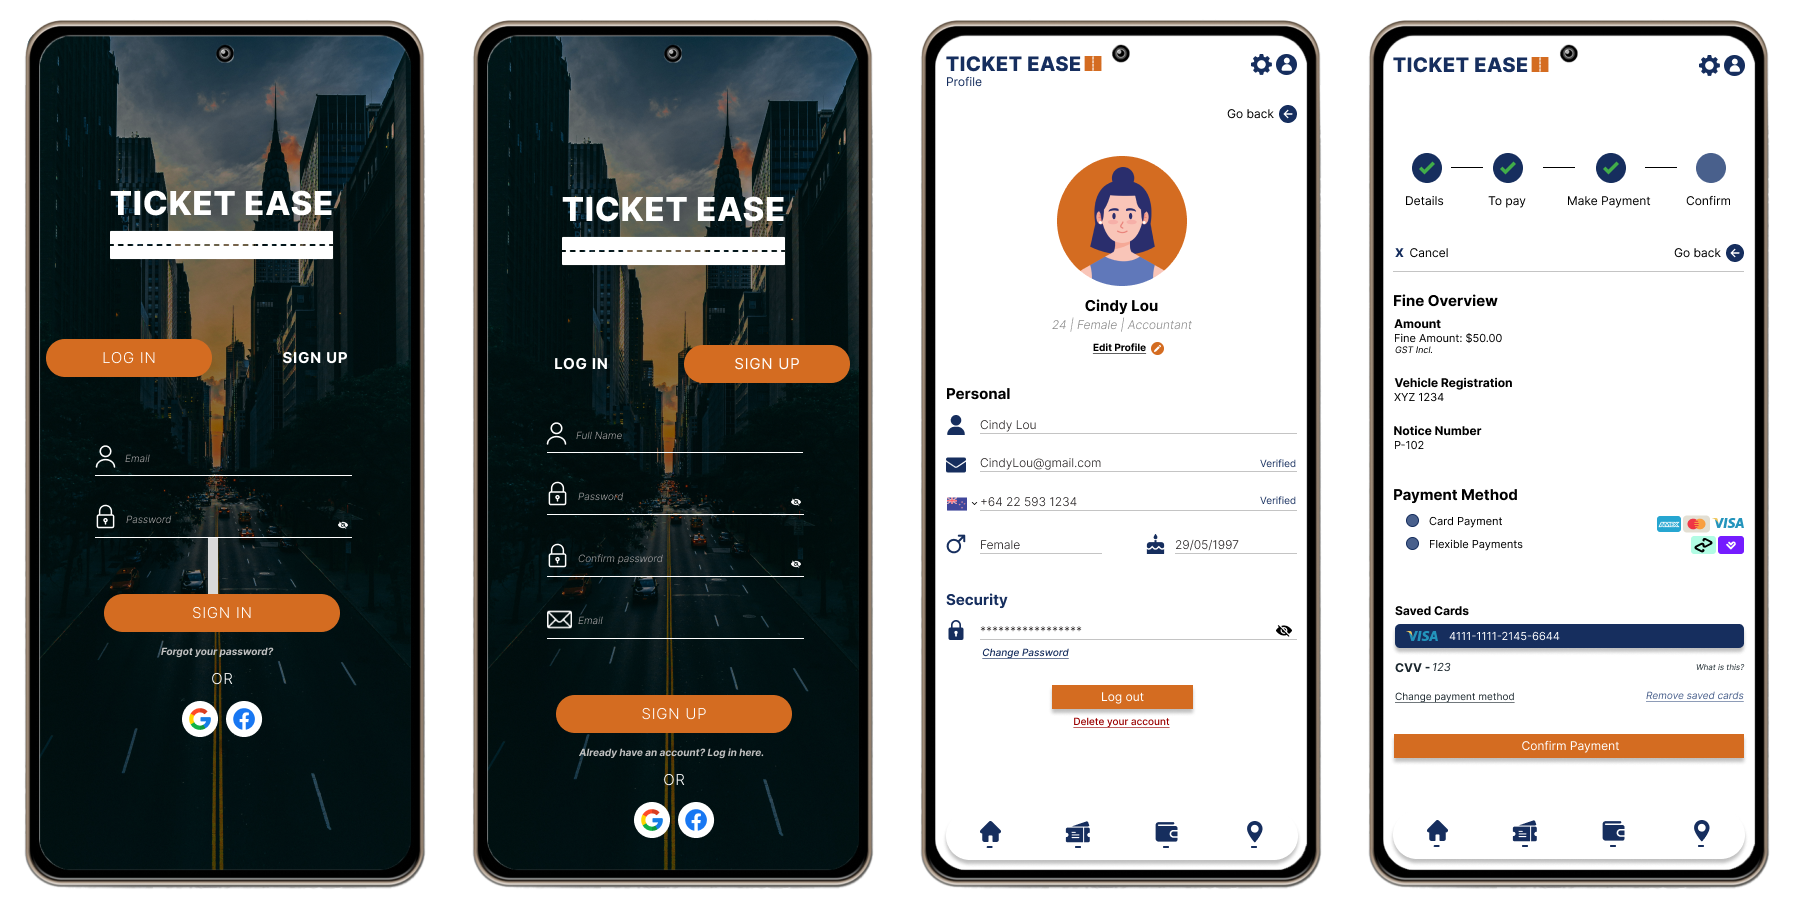 TICKET EASE
LOG IN
SIGN UP
Email
Password
SIGN IN
Forgot your password?
OR
TICKET EASE
LOG IN
SIGN UP
Full Name
Password
Confirm password
Email
SIGN UP
Already have an account? Log in here.
OR
TICKET EASE
Profile
Go back
Cindy Lou
24 | Female | Accountant
Edit Profile
Personal
Cindy Lou
CindyLou@gmail.com Verified
+64 22 593 1234 Verified
Female 29/05/1997
Security
*****************
Change Password
Log out
Delete your account
TICKET EASE
Details To pay Make Payment Confirm
X Cancel Go back
Fine Overview
Amount
Fine Amount: $50.00
GST Incl.
Vehicle Registration
XYZ 1234
Notice Number
P-102
Payment Method
Card Payment AMEX VISA
Flexible Payments
Saved Cards
VISA 4111-1111-2145-6644
CVV - 123 What is this?
Change payment method Remove saved cards
Confirm Payment